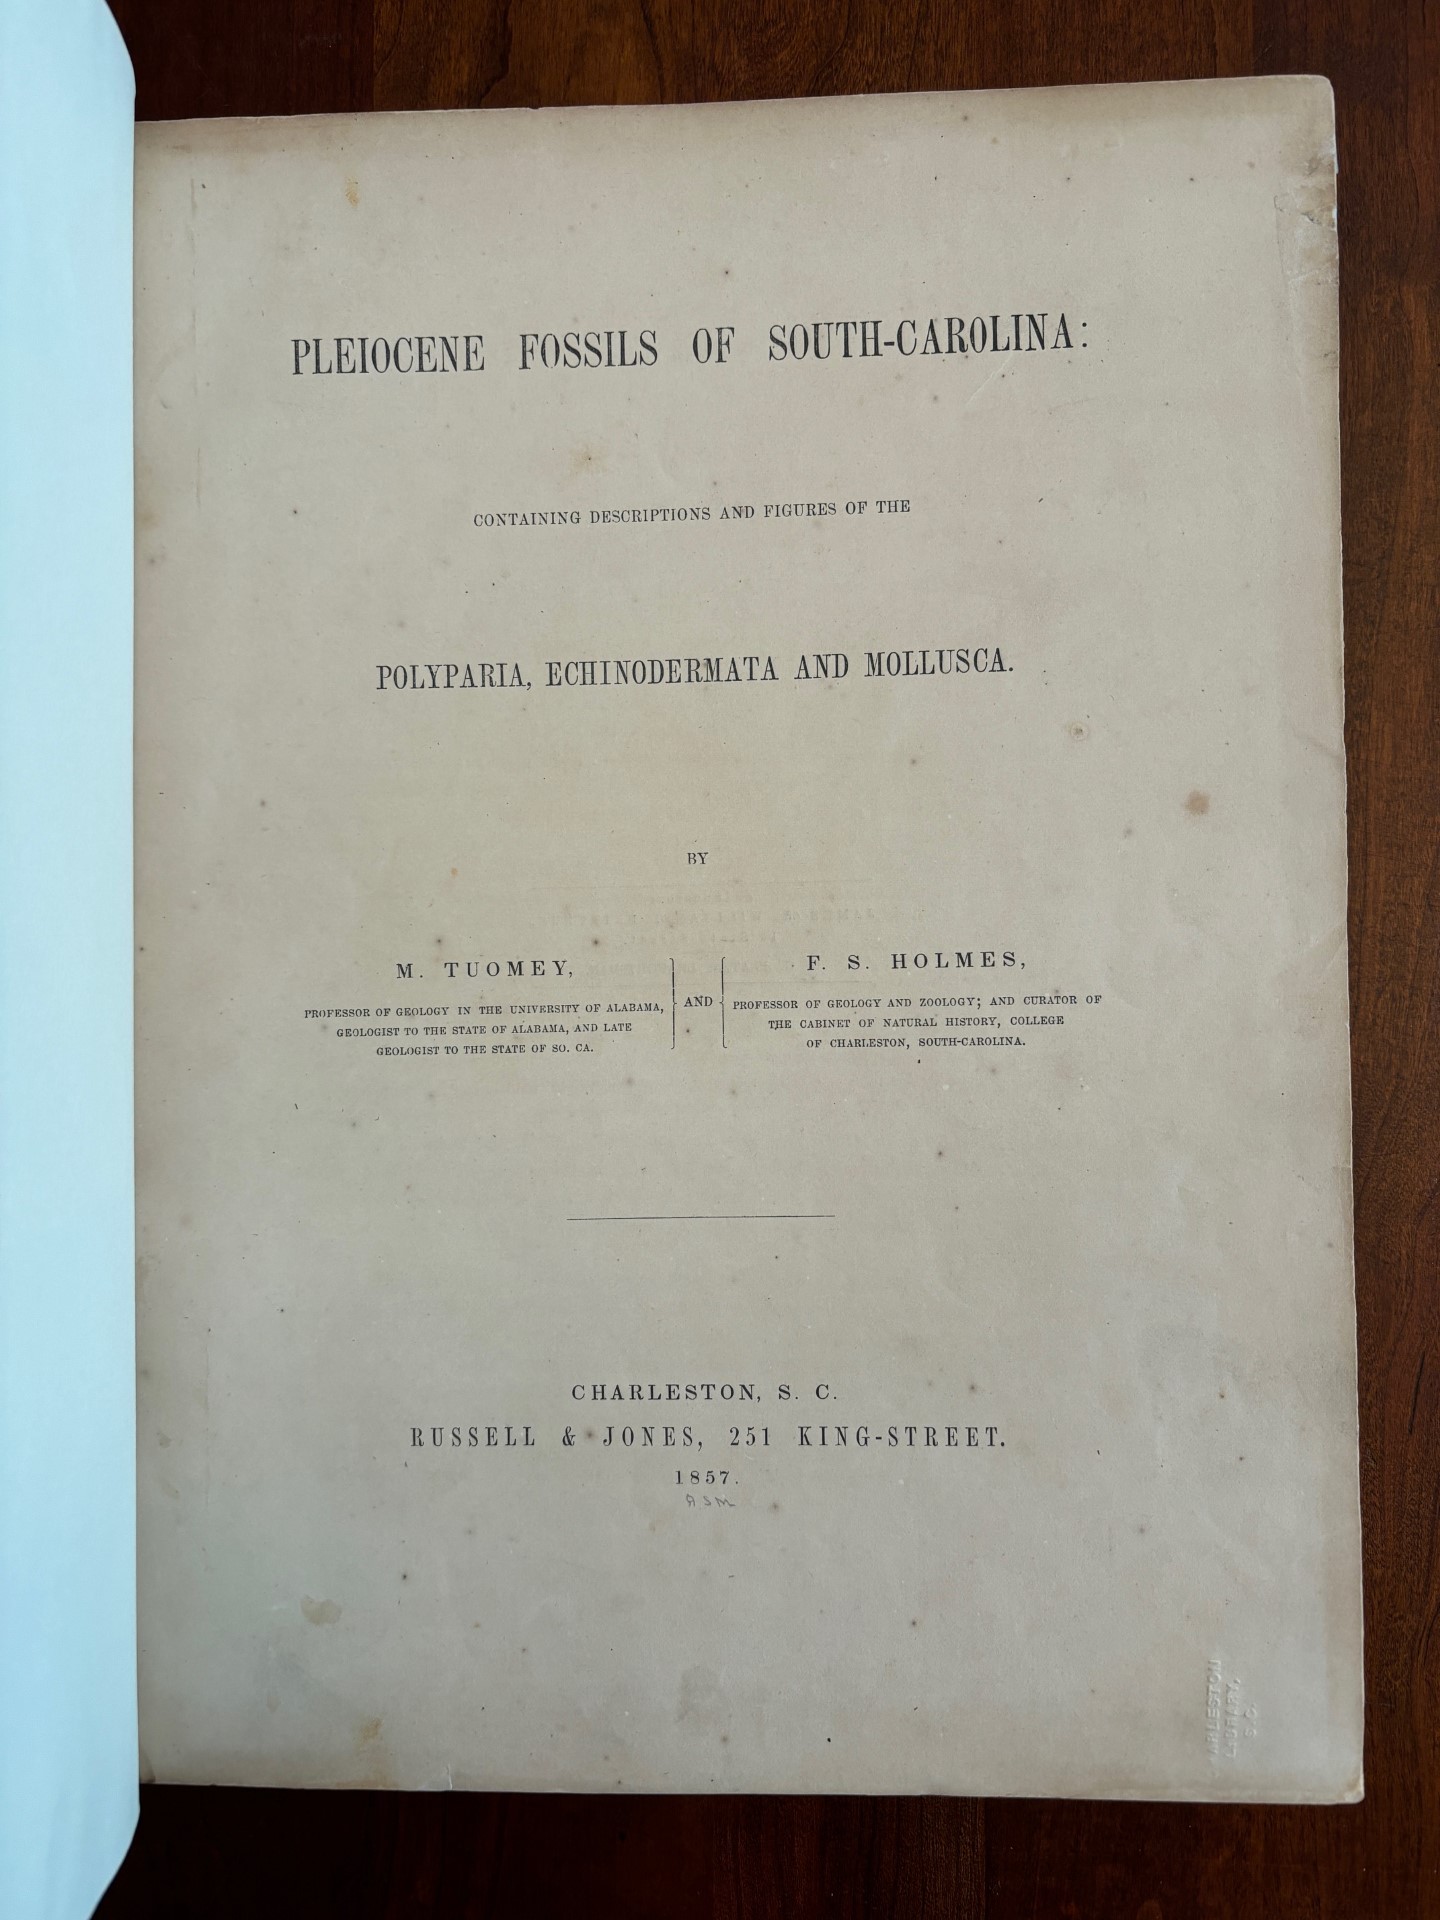 PLEIOCENE FOSSILS OF SOUTH-CAROLINA:
CONTAINING DESCRIPTIONS AND FIGURES OF THE
POLYPARIA, ECHINODERMATA AND MOLLUSCA.
BY
M. TUOMEY,
PROFESSOR OF GEOLOGY IN THE UNIVERSITY OF ALABAMA,
GEOLOGIST TO THE STATE OF ALABAMA, AND LATE
GEOLOGIST TO THE STATE OF SO. CA.
AND
F. S. HOLMES,
PROFESSOR OF GEOLOGY AND ZOOLOGY; AND CURATOR OF
THE CABINET OF NATURAL HISTORY, COLLEGE
OF CHARLESTON, SOUTH-CAROLINA.
CHARLESTON, S. C.
RUSSELL & JONES, 251 KING-STREET.
1857.
ASM
LIBRARY,
S.C.